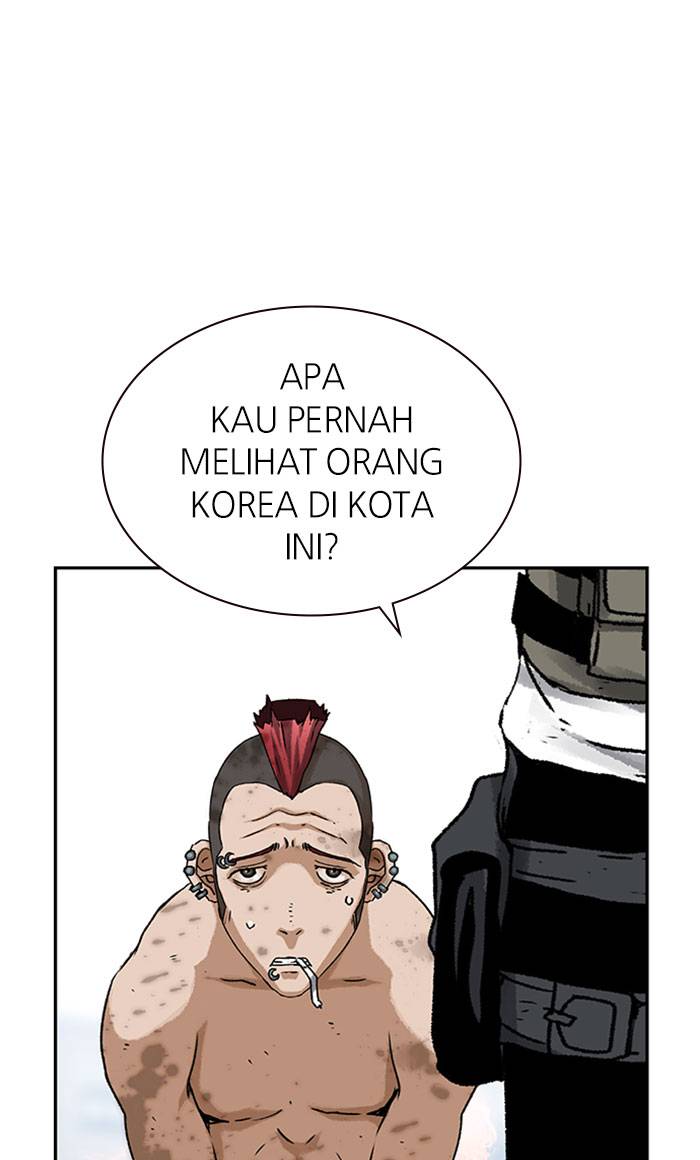 APA
KAU PERNAH
MELIHAT ORANG
KOREA DI KOTA
INI?